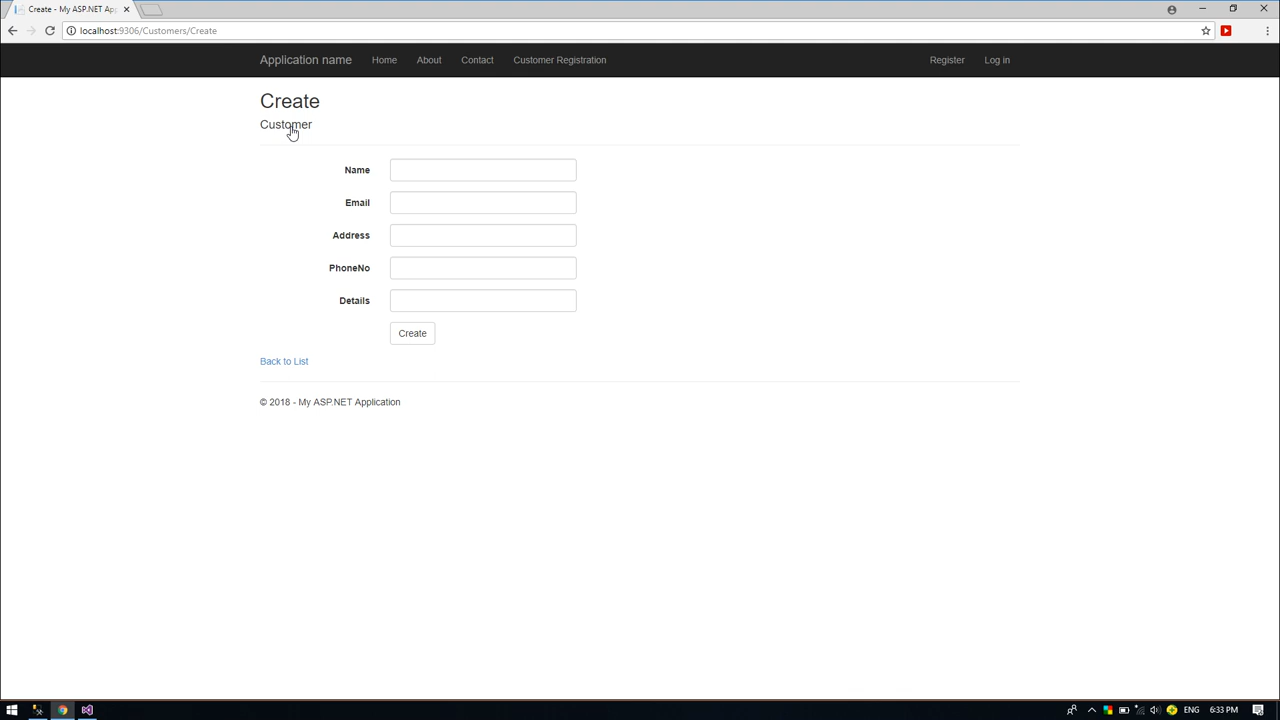 Create - My ASP.NET Ap
localhost:9306/Customers/Create
Application name Home About Contact Customer Registration Register Log in
Create
Customer
Name
Email
Address
PhoneNo
Details
Create
Back to List
© 2018 - My ASP.NET Application
ENG 6:33 PM